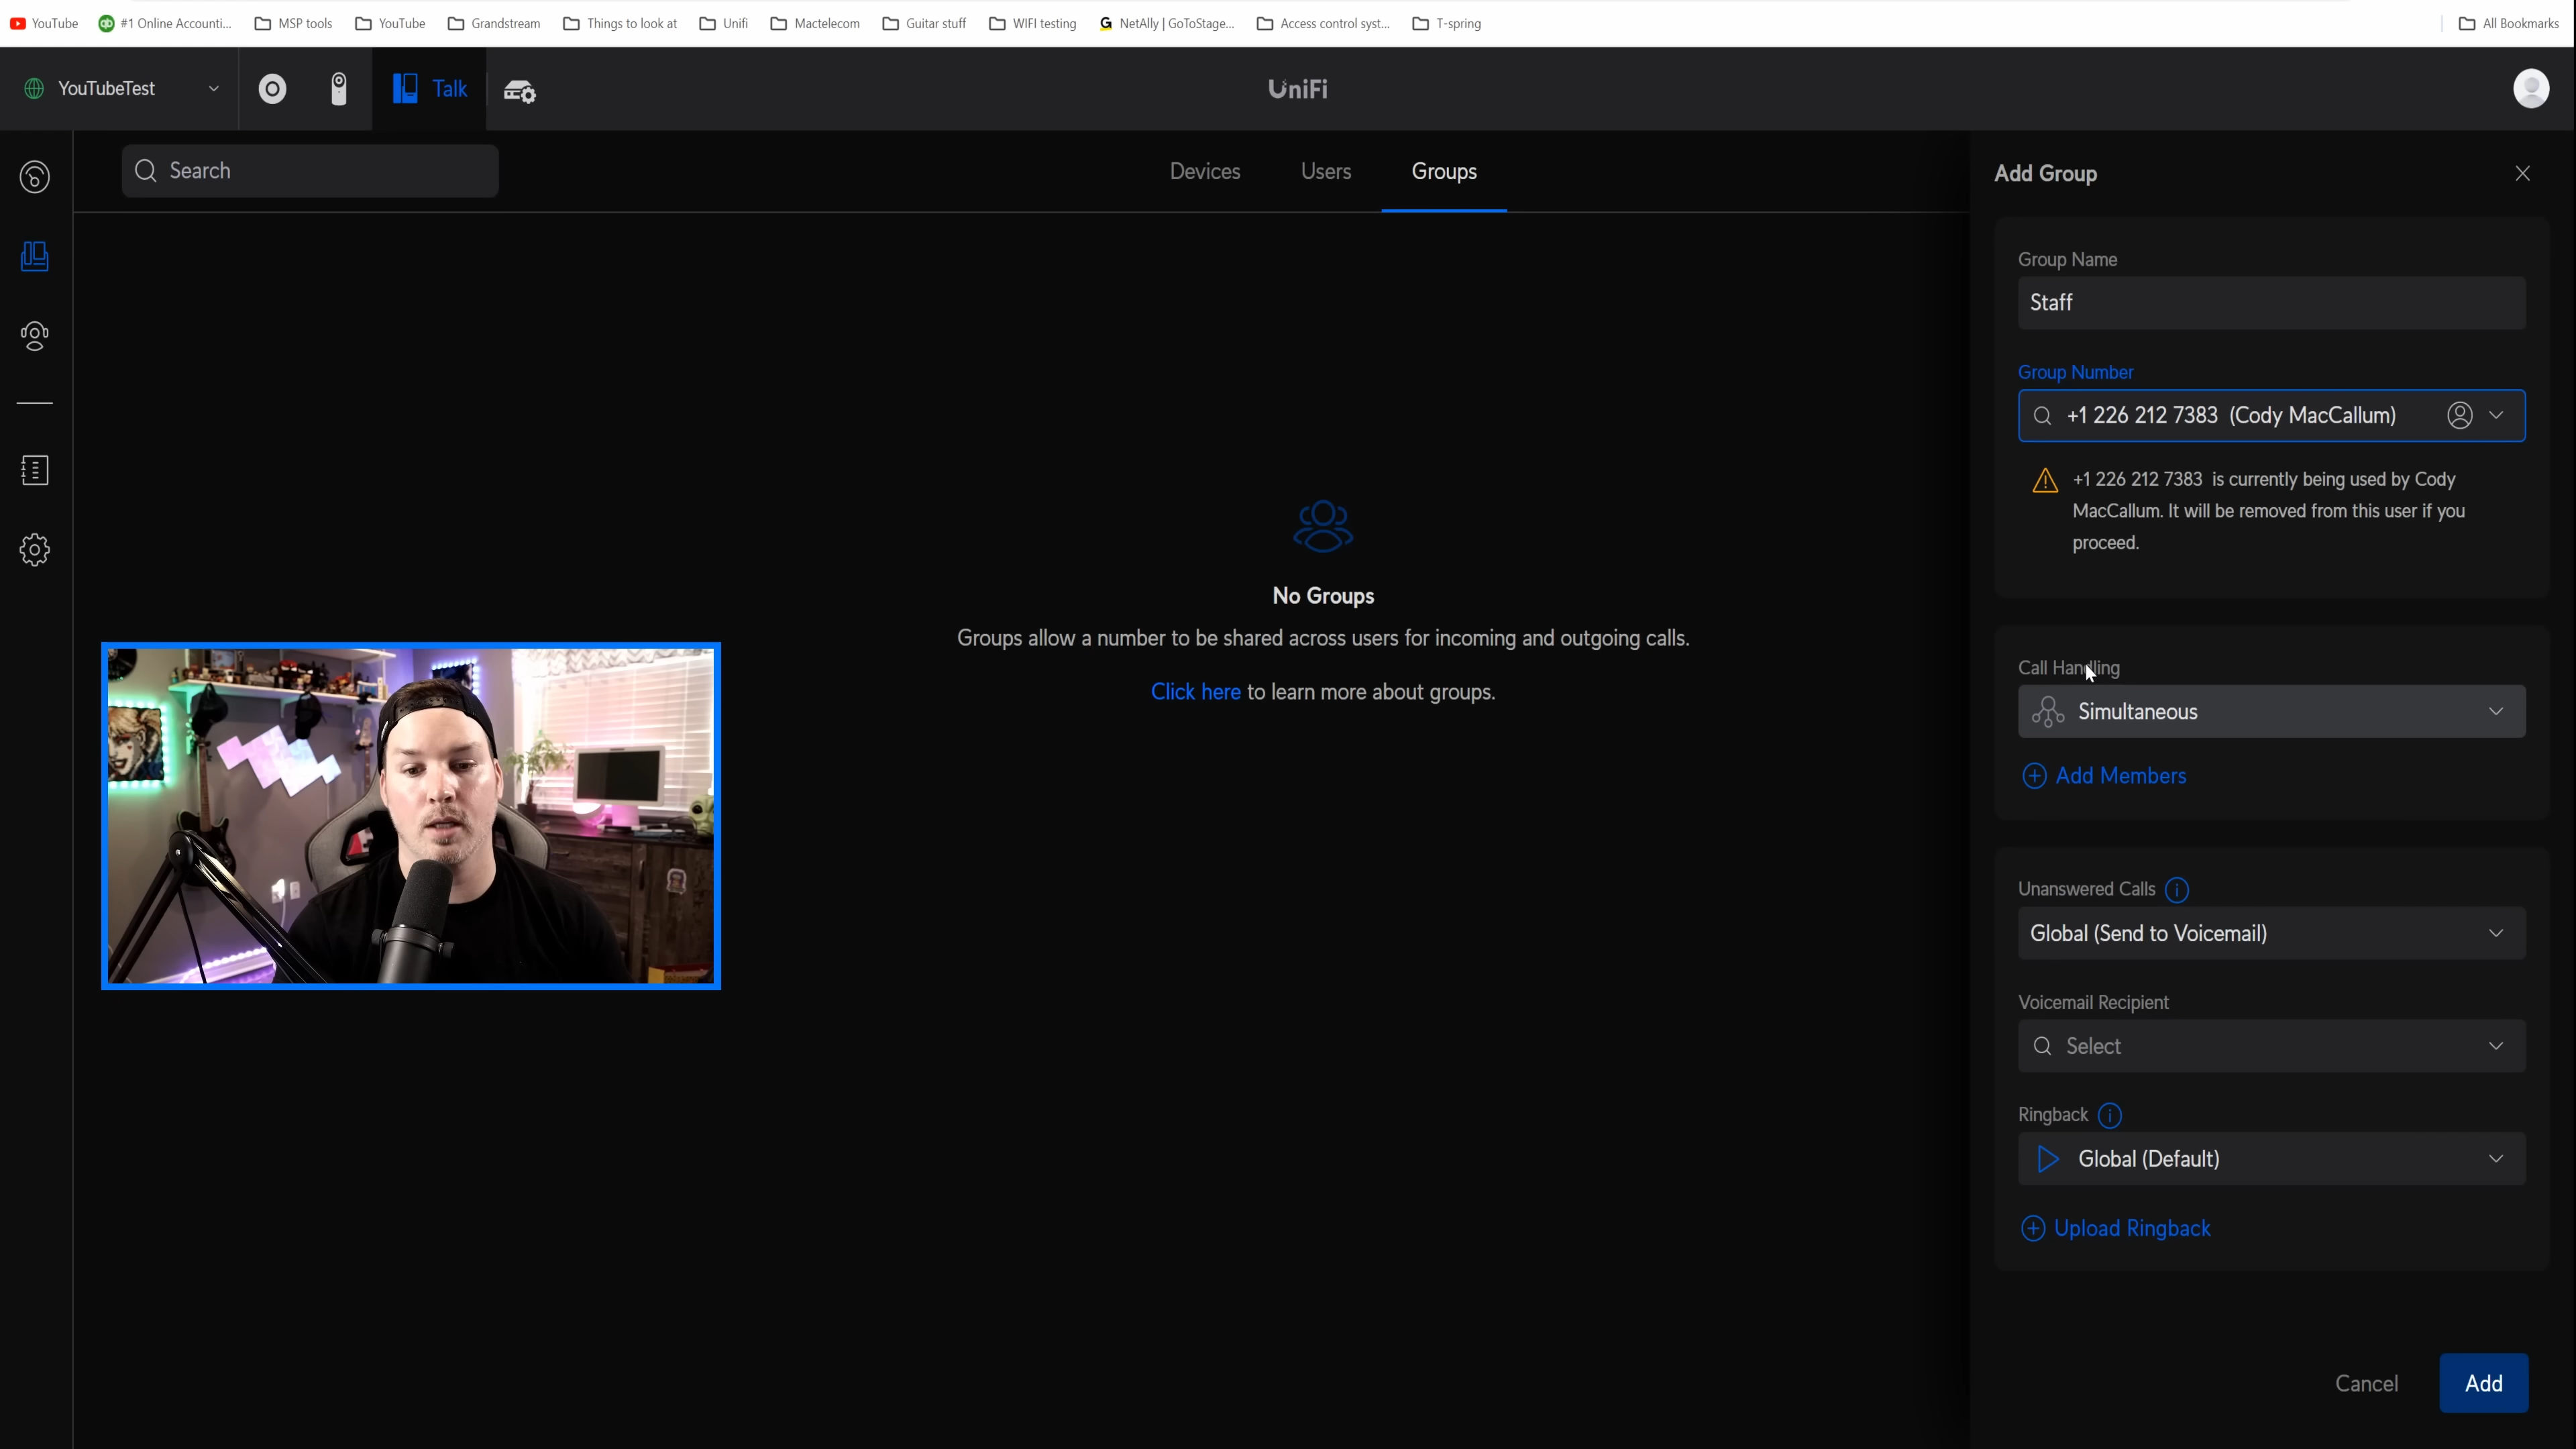 YouTube
#1 Online Accounti...
MSP tools
YouTube
Grandstream
Things to look at
Unifi
Mactelecom
Guitar stuff
WIFI testing
NetAlly | GoToStage...
Access control syst...
T-spring
All Bookmarks
YouTubeTest
Talk
UniFi
Search
Devices
Users
Groups
No Groups
Groups allow a number to be shared across users for incoming and outgoing calls.
Click here to learn more about groups.
Add Group
Group Name
Staff
Group Number
+1 226 212 7383 (Cody MacCallum)
+1 226 212 7383 is currently being used by Cody
MacCallum. It will be removed from this user if you
proceed.
Call Handling
Simultaneous
Add Members
Unanswered Calls
Global (Send to Voicemail)
Voicemail Recipient
Select
Ringback
Global (Default)
Upload Ringback
Cancel
Add